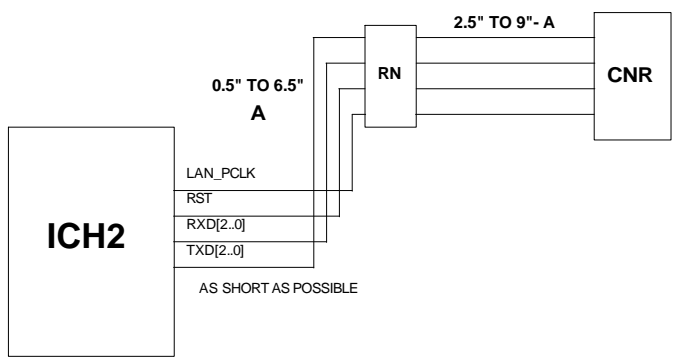 2.5" TO 9"- A
RN
CNR
0.5" TO 6.5"
A
LAN_PCLK
RST
ICH2
RXD[2..0]
TXD[2..0]
AS SHORT AS POSSIBLE